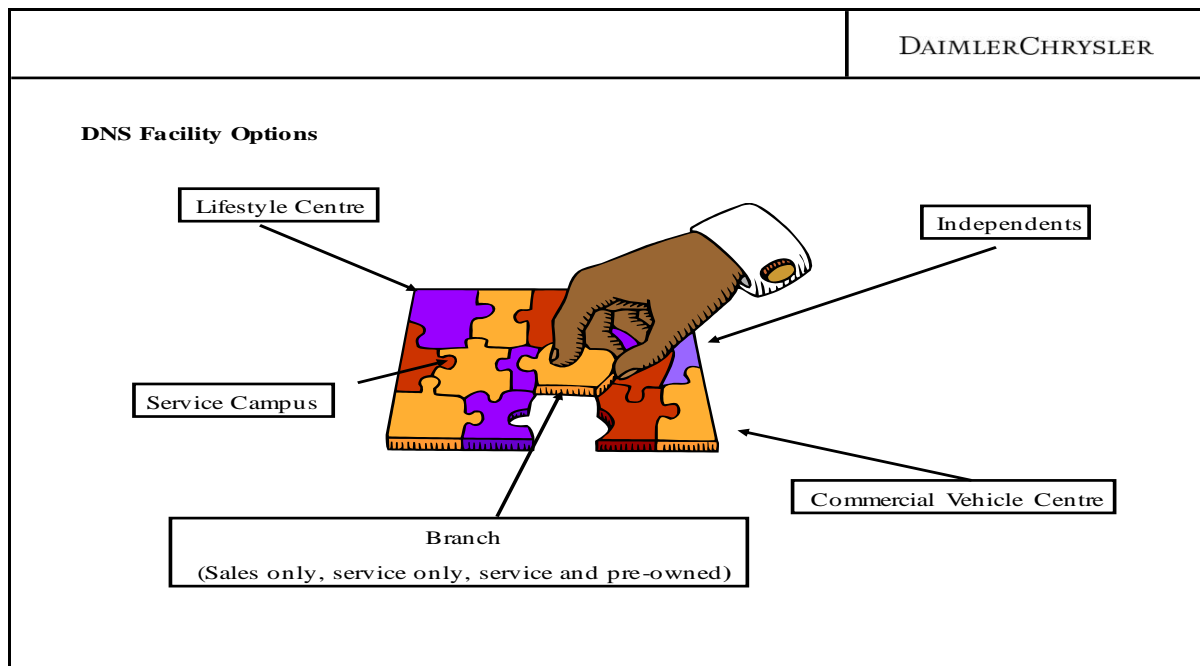 DAIMLERCHRYSLER
DNS Facility Options
Lifestyle Centre
Independents
Service Campus
Commercial Vehicle Centre
Branch
(Sales only, service only, service and pre-owned)